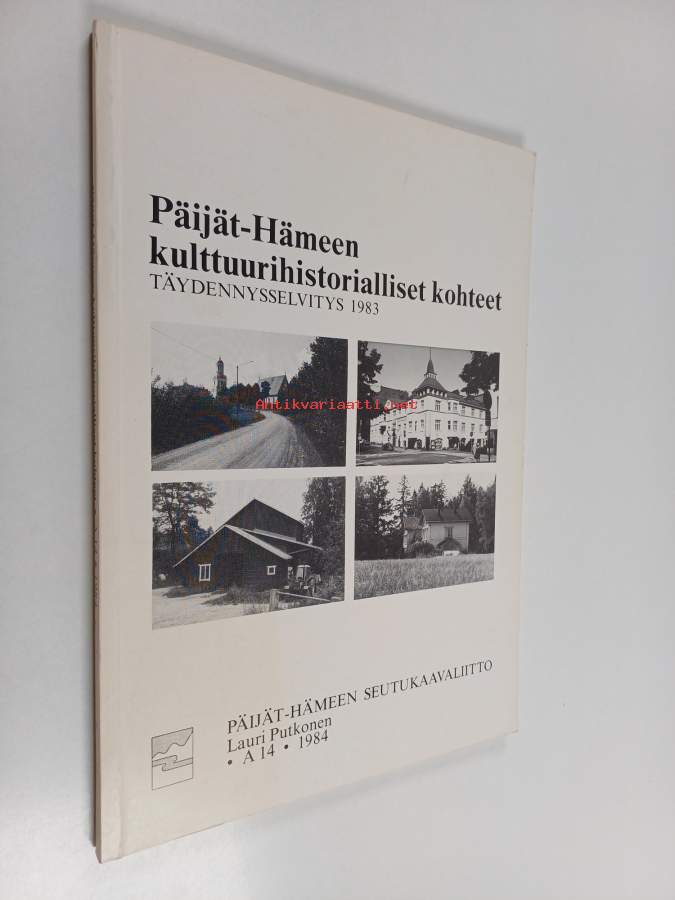 Päijät-Hämeen
kulttuurihistorialliset kohteet
TÄYDENNYSSELVITYS 1983
Antikvariaatti.net
PÄIJÄT-HÄMEEN SEUTUKAAVALIITTO
Lauri Putkonen
• A 14 • 1984